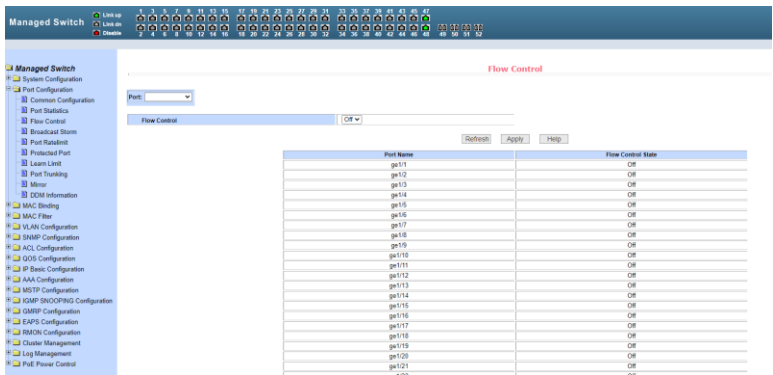 1 3 5 7 9 11 13 15 17 19 21 23 25 27 29 31 33 35 37 39 41 43 45 47
Managed Switch
Link up
Link dn
Disable
2 4 6 8 10 12 14 16 18 20 22 24 26 28 30 32 34 36 38 40 42 44 46 48 49 50 51 52
Managed Switch
System Configuration
Port Configuration
Common Configuration
Port Statistics
Flow Control
Broadcast Storm
Port Ratelimit
Protected Port
Learn Limit
Port Trunking
Mirror
DDM Information
MAC Binding
MAC Filter
VLAN Configuration
SNMP Configuration
ACL Configuration
QOS Configuration
IP Basic Configuration
AAA Configuration
MSTP Configuration
IGMP SNOOPING Configuration
GMRP Configuration
EAPS Configuration
RMON Configuration
Cluster Management
Log Management
PoE Power Control
Flow Control
Port:
Flow Control Off
Refresh Apply Help
Port Name Flow Control State
ge1/1 Off
ge1/2 Off
ge1/3 Off
ge1/4 Off
ge1/5 Off
ge1/6 Off
ge1/7 Off
ge1/8 Off
ge1/9 Off
ge1/10 Off
ge1/11 Off
ge1/12 Off
ge1/13 Off
ge1/14 Off
ge1/15 Off
ge1/16 Off
ge1/17 Off
ge1/18 Off
ge1/19 Off
ge1/20 Off
ge1/21 Off